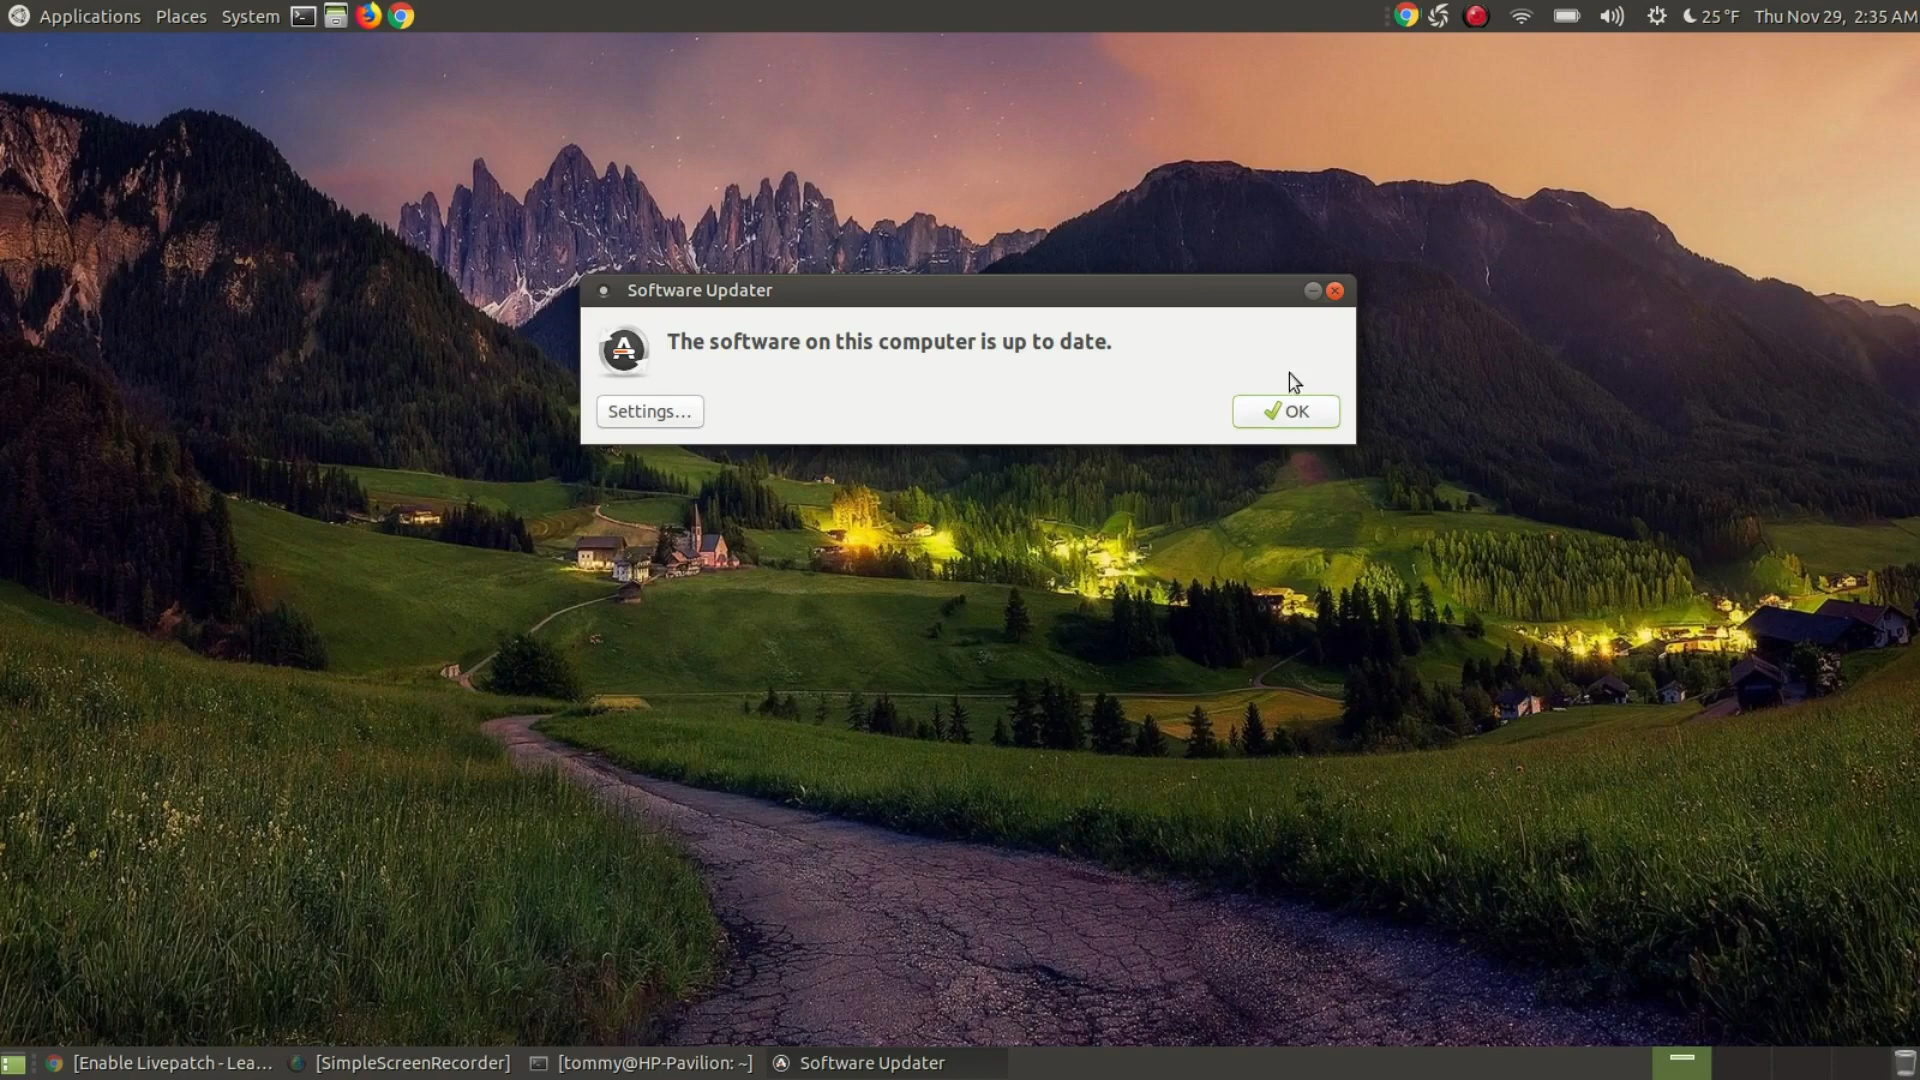 Applications Places System 25 °F Thu Nov 29, 2:35 AM
Software Updater
The software on this computer is up to date.
Settings...
OK
[Enable Livepatch - Lea... [SimpleScreenRecorder] [tommy@HP-Pavilion: ~] Software Updater